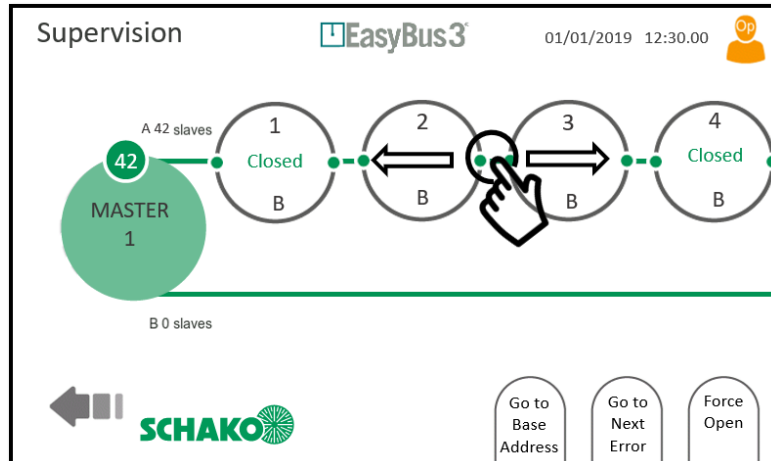 Supervision
EasyBus3
01/01/2019 12:30.00
Op
A 42 slaves
42
MASTER
1
1
Closed
B
2
B
3
B
4
Closed
B
B 0 slaves
SCHAKO
Go to
Base
Address
Go to
Next
Error
Force
Open